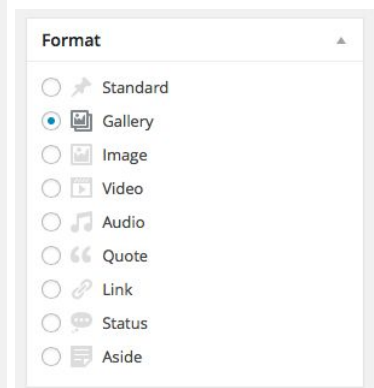 Format
Standard
Gallery
Image
Video
Audio
Quote
Link
Status
Aside